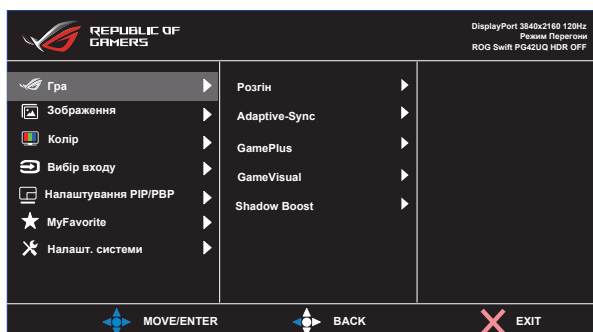 REPUBLIC OF
GAMERS
DisplayPort 3840x2160 120Hz
Режим Перегони
ROG Swift PG42UQ HDR OFF
Гра
Зображення
Колір
Вибір входу
Налаштування PIP/PBP
MyFavorite
Налашт. системи
Розгін
Adaptive-Sync
GamePlus
GameVisual
Shadow Boost
MOVE/ENTER
BACK
EXIT